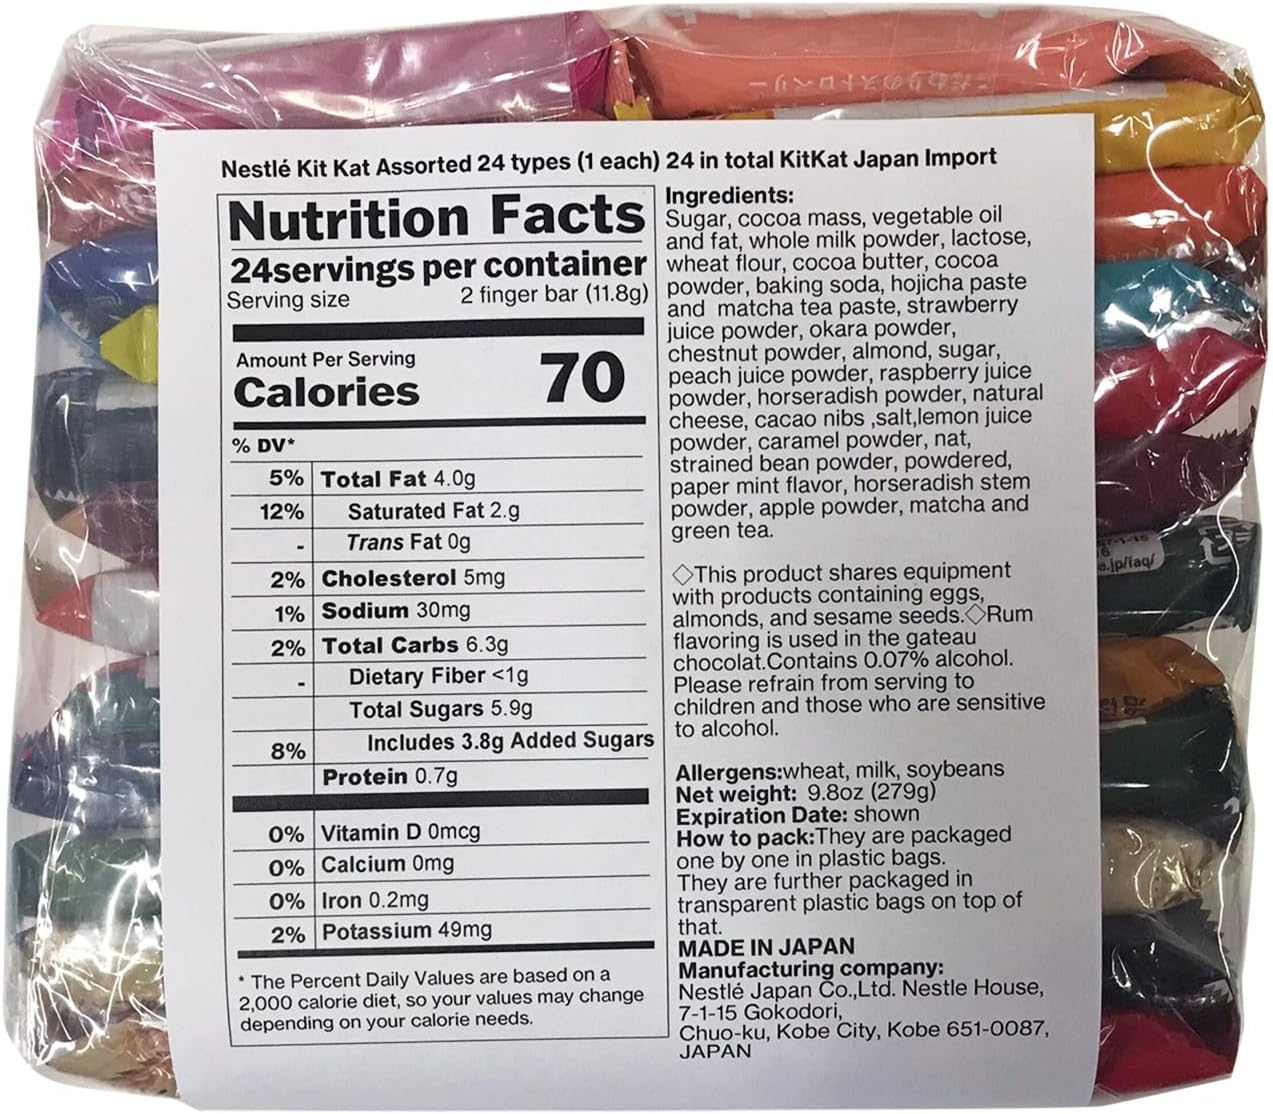 こだわりのストロベリー
Nestlé Kit Kat Assorted 24 types (1 each) 24 in total KitKat Japan Import
Nutrition Facts
24servings per container
Serving size 2 finger bar (11.8g)
Amount Per Serving
Calories 70
% DV*
5% Total Fat 4.0g
12% Saturated Fat 2.g
- Trans Fat 0g
2% Cholesterol 5mg
1% Sodium 30mg
2% Total Carbs 6.3g
- Dietary Fiber <1g
Total Sugars 5.9g
8% Includes 3.8g Added Sugars
Protein 0.7g
0% Vitamin D 0mcg
0% Calcium 0mg
0% Iron 0.2mg
2% Potassium 49mg
* The Percent Daily Values are based on a
2,000 calorie diet, so your values may change
depending on your calorie needs.
Ingredients:
Sugar, cocoa mass, vegetable oil
and fat, whole milk powder, lactose,
wheat flour, cocoa butter, cocoa
powder, baking soda, hojicha paste
and matcha tea paste, strawberry
juice powder, okara powder,
chestnut powder, almond, sugar,
peach juice powder, raspberry juice
powder, horseradish powder, natural
cheese, cacao nibs ,salt,lemon juice
powder, caramel powder, nat,
strained bean powder, powdered,
paper mint flavor, horseradish stem
powder, apple powder, matcha and
green tea.
◇This product shares equipment
with products containing eggs,
almonds, and sesame seeds.◇Rum
flavoring is used in the gateau
chocolat.Contains 0.07% alcohol.
Please refrain from serving to
children and those who are sensitive
to alcohol.
Allergens:wheat, milk, soybeans
Net weight: 9.8oz (279g)
Expiration Date: shown
How to pack:They are packaged
one by one in plastic bags.
They are further packaged in
transparent plastic bags on top of
that.
MADE IN JAPAN
Manufacturing company:
Nestlé Japan Co.,Ltd. Nestle House,
7-1-15 Gokodori,
Chuo-ku, Kobe City, Kobe 651-0087,
JAPAN
e.jp/faq/